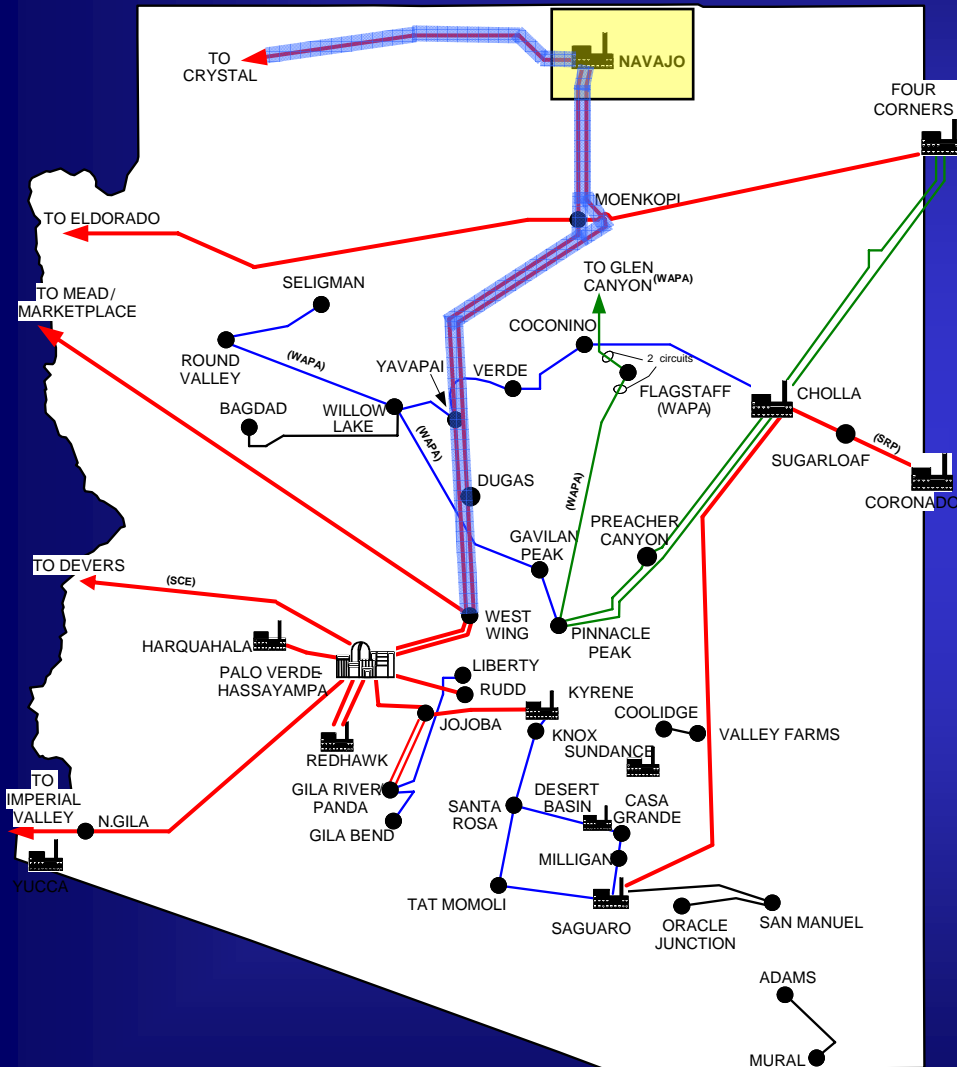 TO
CRYSTAL
NAVAJO
FOUR
CORNERS
MOENKOPI
TO ELDORADO
TO GLEN
CANYON (WAPA)
SELIGMAN
TO MEAD/
MARKETPLACE
COCONINO
(WAPA)
2 circuits
ROUND
VALLEY
YAVAPAI
VERDE
FLAGSTAFF
(WAPA)
CHOLLA
BAGDAD
WILLOW
LAKE
(WAPA)
(SRP)
SUGARLOAF
CORONADO
DUGAS
(WAPA)
PREACHER
CANYON
GAVILAN
PEAK
TO DEVERS
(SCE)
WEST
WING
PINNACLE
PEAK
HARQUAHALA
PALO VERDE-
HASSAYAMPA
LIBERTY
RUDD
KYRENE
COOLIDGE
JOJOBA
KNOX
VALLEY FARMS
SUNDANCE
REDHAWK
TO
IMPERIAL
VALLEY
GILA RIVER/
PANDA
DESERT
BASIN
CASA
GRANDE
SANTA
ROSA
N.GILA
GILA BEND
MILLIGAN
YUCCA
TAT MOMOLI
SAGUARO
ORACLE
JUNCTION
SAN MANUEL
ADAMS
MURAL